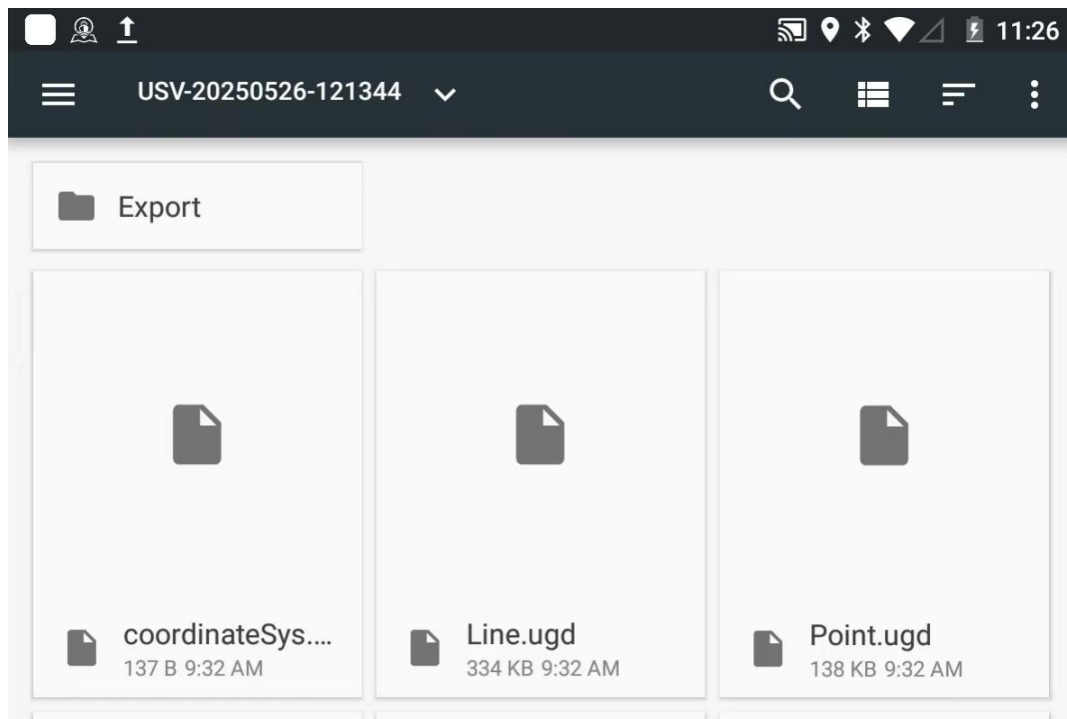 11:26
USV-20250526-121344
Export
coordinateSys.…
137 B 9:32 AM
Line.ugd
334 KB 9:32 AM
Point.ugd
138 KB 9:32 AM